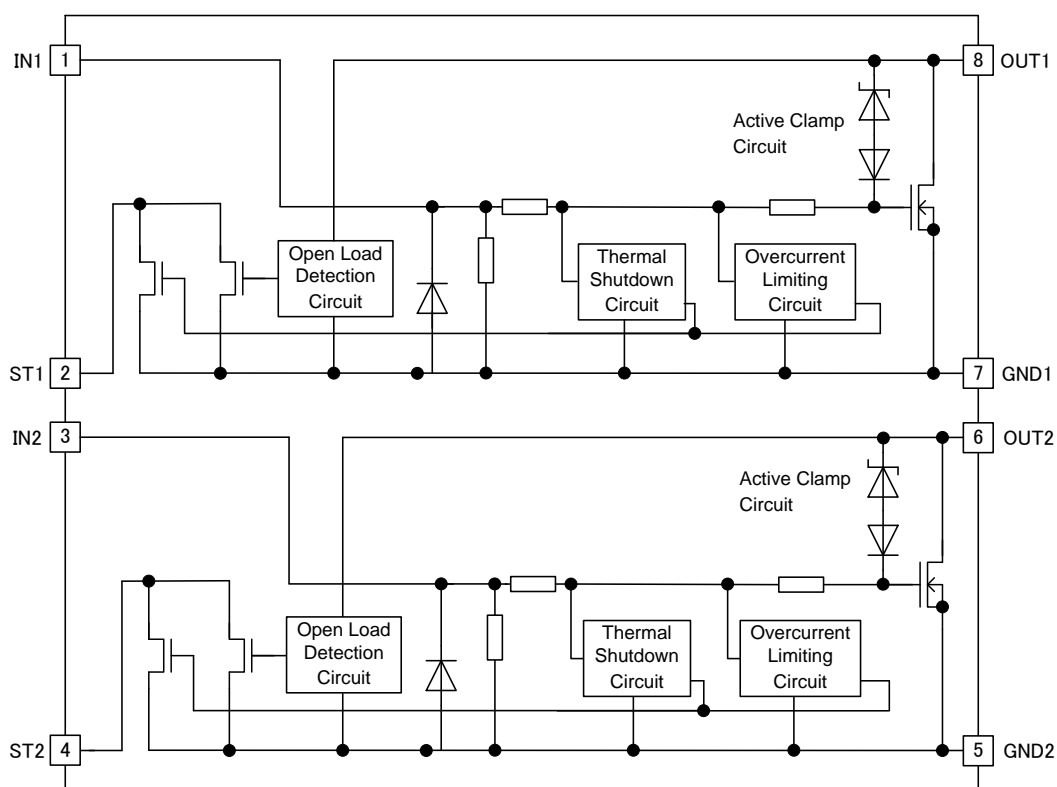 IN1
1
8
OUT1
Active Clamp
Circuit
Open Load
Detection
Circuit
Thermal
Shutdown
Circuit
Overcurrent
Limiting
Circuit
ST1
2
7
GND1
IN2
3
6
OUT2
Active Clamp
Circuit
Open Load
Detection
Circuit
Thermal
Shutdown
Circuit
Overcurrent
Limiting
Circuit
ST2
4
5
GND2